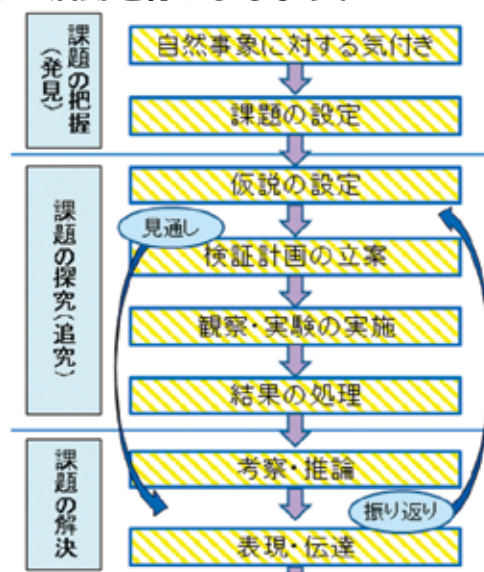 課題の把握
(発見)
自然事象に対する気付き
課題の設定
課題の探究(追究)
仮説の設定
見通し
検証計画の立案
観察・実験の実施
結果の処理
課題の解決
考察・推論
振り返り
表現・伝達